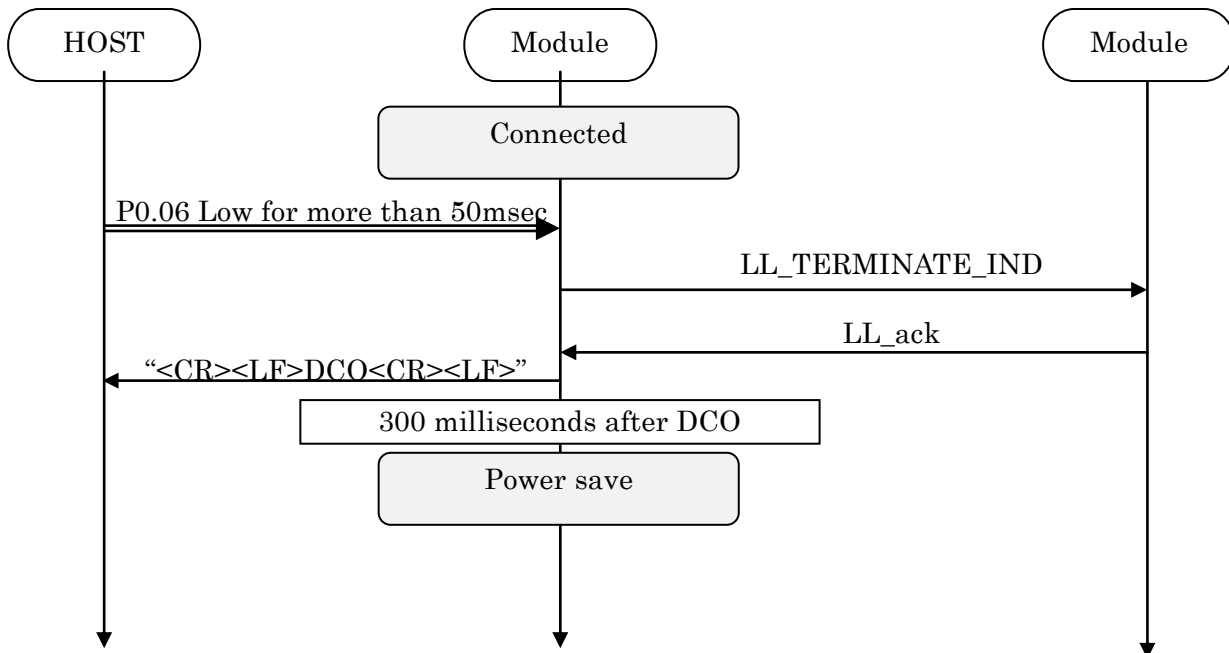 HOST
Module
Module
Connected
P0.06 Low for more than 50msec
LL_TERMINATE_IND
LL_ack
“<CR><LF>DCO<CR><LF>”
300 milliseconds after DCO
Power save